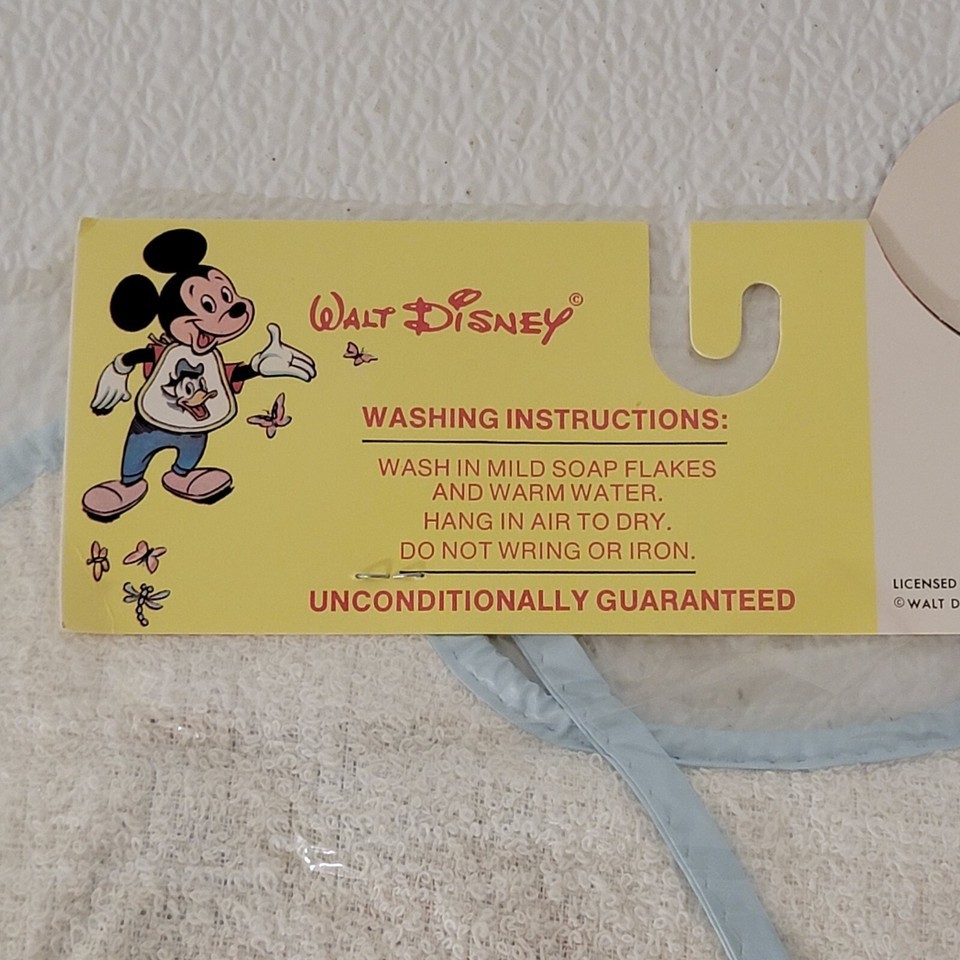 WALT DISNEY©
WASHING INSTRUCTIONS:
WASH IN MILD SOAP FLAKES
AND WARM WATER.
HANG IN AIR TO DRY.
DO NOT WRING OR IRON.
UNCONDITIONALLY GUARANTEED
LICENSED
© WALT D